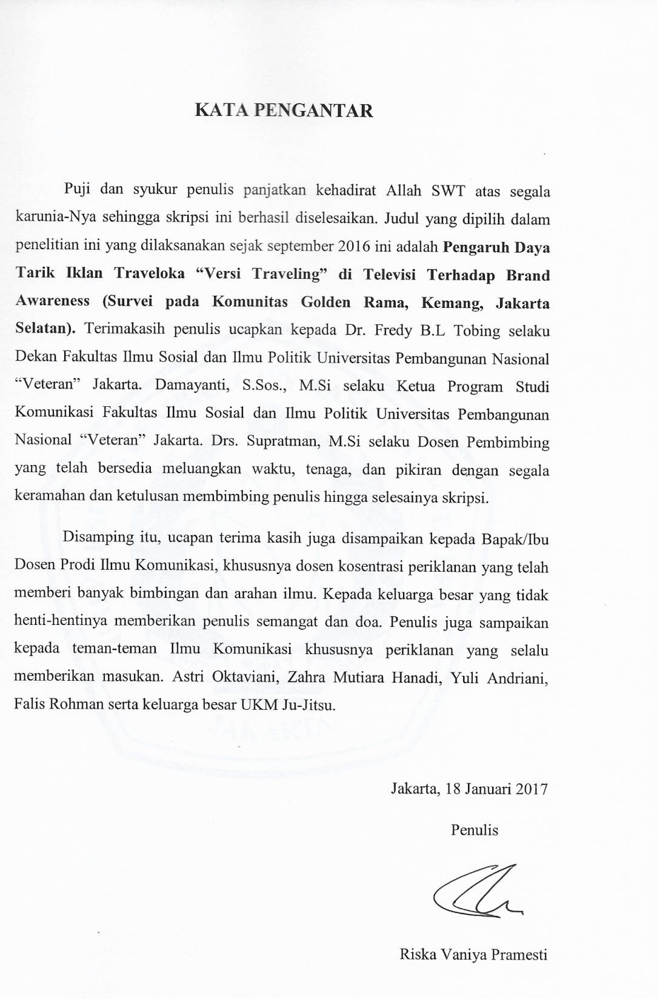 KATA PENGANTAR
Puji dan syukur penulis panjatkan kehadirat Allah SWT atas segala
karunia-Nya sehingga skripsi ini berhasil diselesaikan. Judul yang dipilih dalam
penelitian ini yang dilaksanakan sejak september 2016 ini adalah Pengaruh Daya
Tarik Iklan Traveloka “Versi Traveling” di Televisi Terhadap Brand
Awareness (Survei pada Komunitas Golden Rama, Kemang, Jakarta
Selatan). Terimakasih penulis ucapkan kepada Dr. Fredy B.L Tobing selaku
Dekan Fakultas Ilmu Sosial dan Ilmu Politik Universitas Pembangunan Nasional
“Veteran” Jakarta. Damayanti, S.Sos., M.Si selaku Ketua Program Studi
Komunikasi Fakultas Ilmu Sosial dan Ilmu Politik Universitas Pembangunan
Nasional “Veteran” Jakarta. Drs. Supratman, M.Si selaku Dosen Pembimbing
yang telah bersedia meluangkan waktu, tenaga, dan pikiran dengan segala
keramahan dan ketulusan membimbing penulis hingga selesainya skripsi.
Disamping itu, ucapan terima kasih juga disampaikan kepada Bapak/Ibu
Dosen Prodi Ilmu Komunikasi, khususnya dosen kosentrasi periklanan yang telah
memberi banyak bimbingan dan arahan ilmu. Kepada keluarga besar yang tidak
henti-hentinya memberikan penulis semangat dan doa. Penulis juga sampaikan
kepada teman-teman Ilmu Komunikasi khususnya periklanan yang selalu
memberikan masukan. Astri Oktaviani, Zahra Mutiara Hanadi, Yuli Andriani,
Falis Rohman serta keluarga besar UKM Ju-Jitsu.
JAKARTA
Jakarta, 18 Januari 2017
Penulis
Riska Vaniya Pramesti